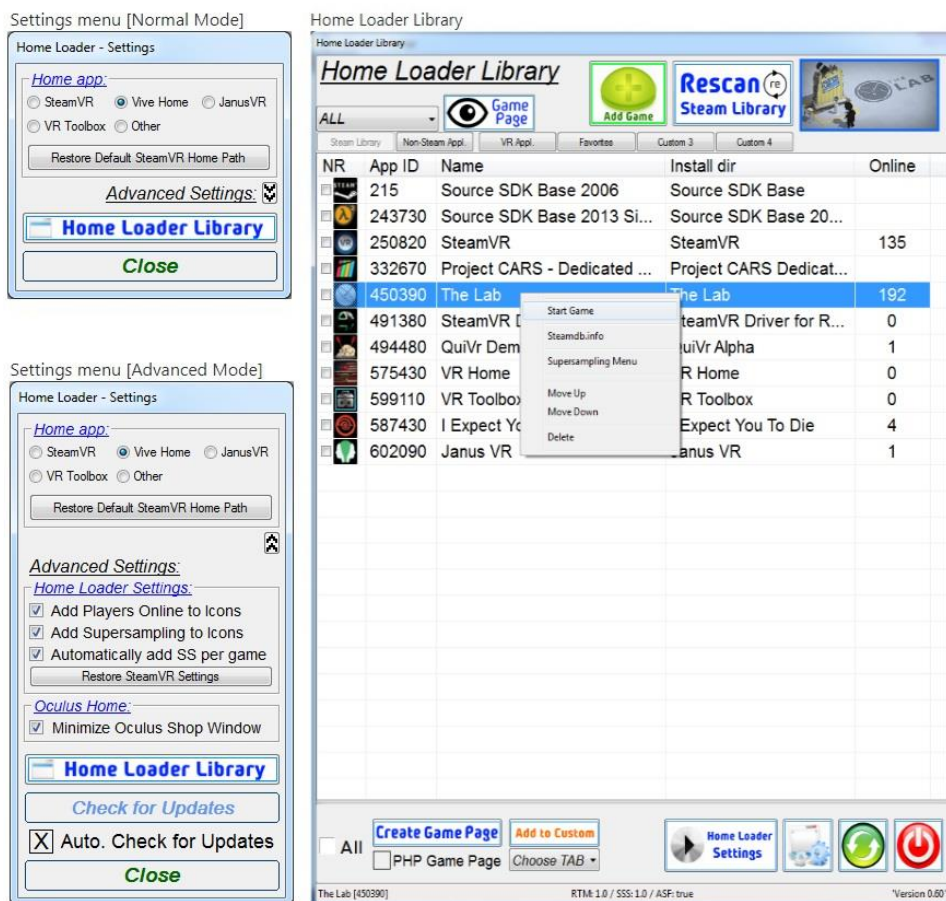 Settings menu [Normal Mode]
Home Loader - Settings
Home app:
SteamVR Vive Home JanusVR
VR Toolbox Other
Restore Default SteamVR Home Path
Advanced Settings:
Home Loader Library
Close
Settings menu [Advanced Mode]
Home Loader - Settings
Home app:
SteamVR Vive Home JanusVR
VR Toolbox Other
Restore Default SteamVR Home Path
Advanced Settings:
Home Loader Settings:
Add Players Online to Icons
Add Supersampling to Icons
Automatically add SS per game
Restore SteamVR Settings
Oculus Home:
Minimize Oculus Shop Window
Home Loader Library
Check for Updates
X Auto. Check for Updates
Close
Home Loader Library
Home Loader Library
Home Loader Library
ALL
Game Page
Add Game
Rescan (re)
Steam Library
LAB
Steam Library Non-Steam Appl. VR Appl. Favorites Custom 3 Custom 4
NR App ID Name Install dir Online
215 Source SDK Base 2006 Source SDK Base
243730 Source SDK Base 2013 Si... Source SDK Base 20...
250820 SteamVR SteamVR 135
332670 Project CARS - Dedicated ... Project CARS Dedicat...
450390 The Lab The Lab 192
491380 SteamVR teamVR Driver for R... 0
494480 QuiVr Dem uiVr Alpha 1
575430 VR Home R Home 0
599110 VR Toolbox R Toolbox 0
587430 I Expect Yo Expect You To Die 4
602090 Janus VR anus VR 1
Start Game
Steamdb.info
Supersampling Menu
Move Up
Move Down
Delete
All
Create Game Page Add to Custom
PHP Game Page Choose TAB
Home Loader
Settings
The Lab [450390] RTM: 1.0 / SSS: 1.0 / ASF: true 'Version 0.60'